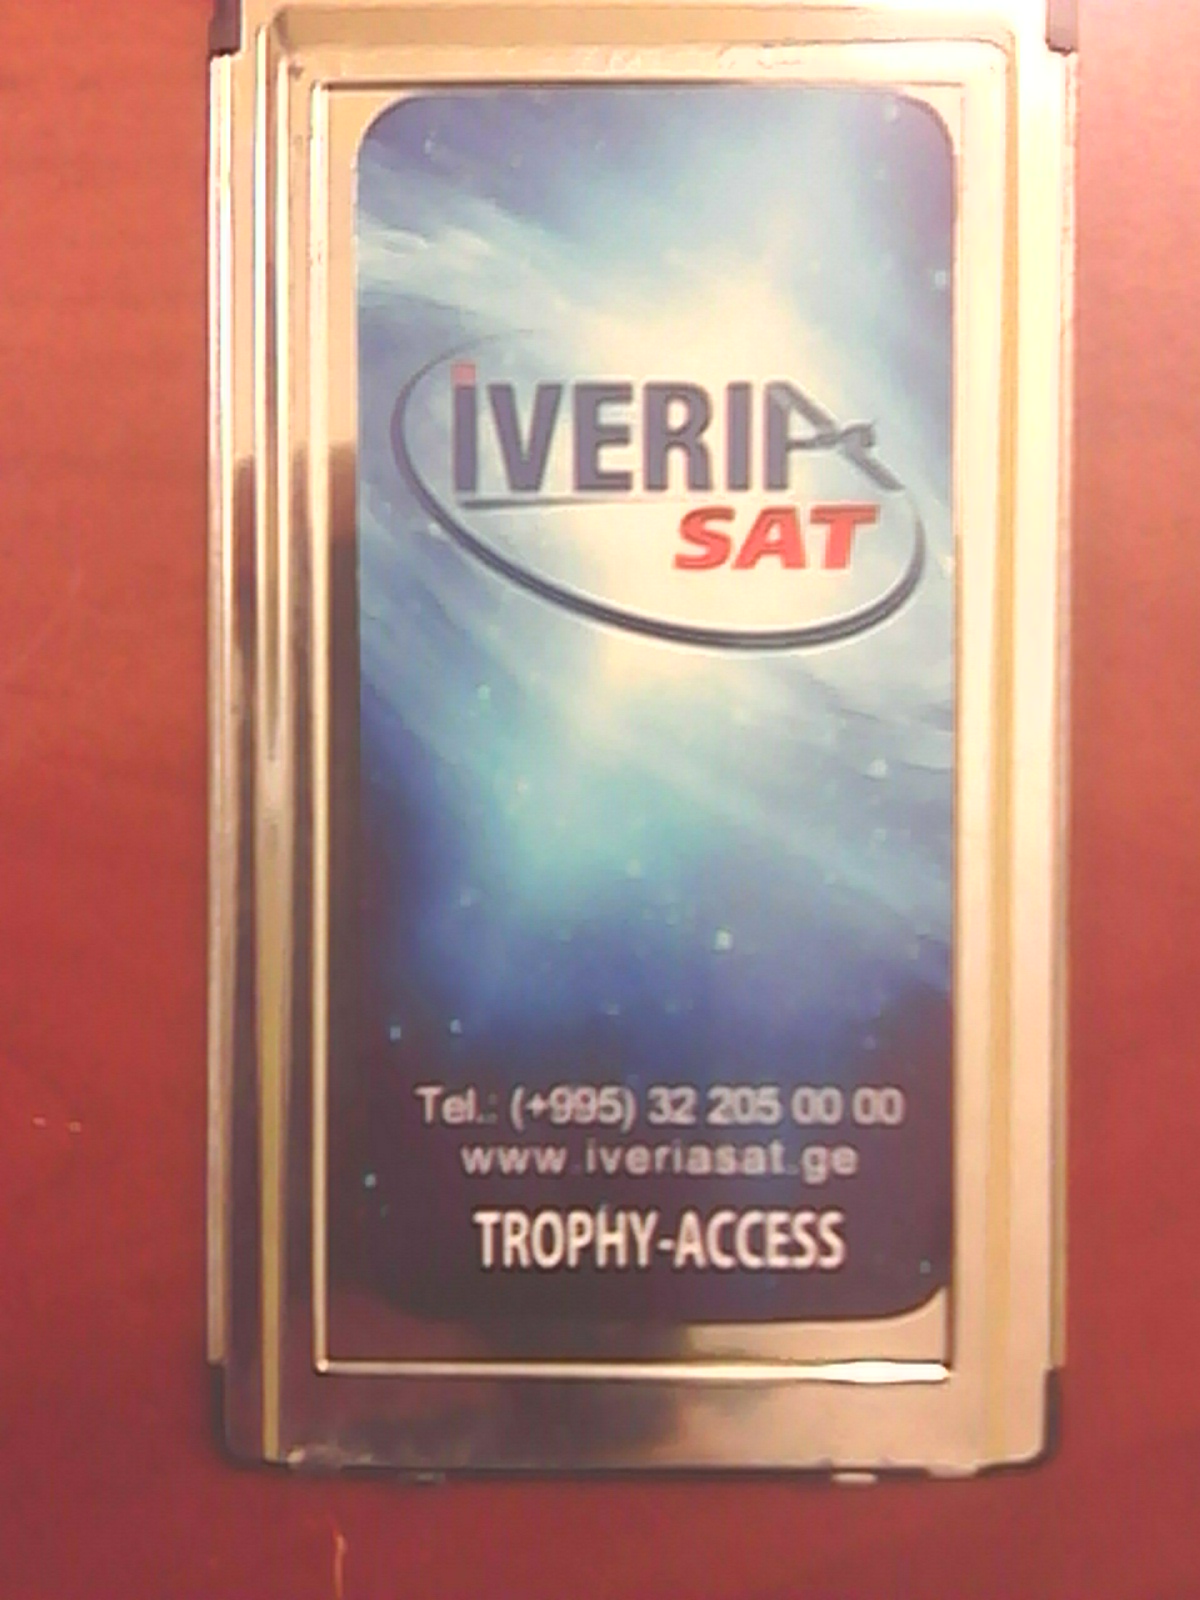 iVERIA
SAT
Tel.: (+995) 32 205 00 00
www.iveriasat.ge
TROPHY-ACCESS